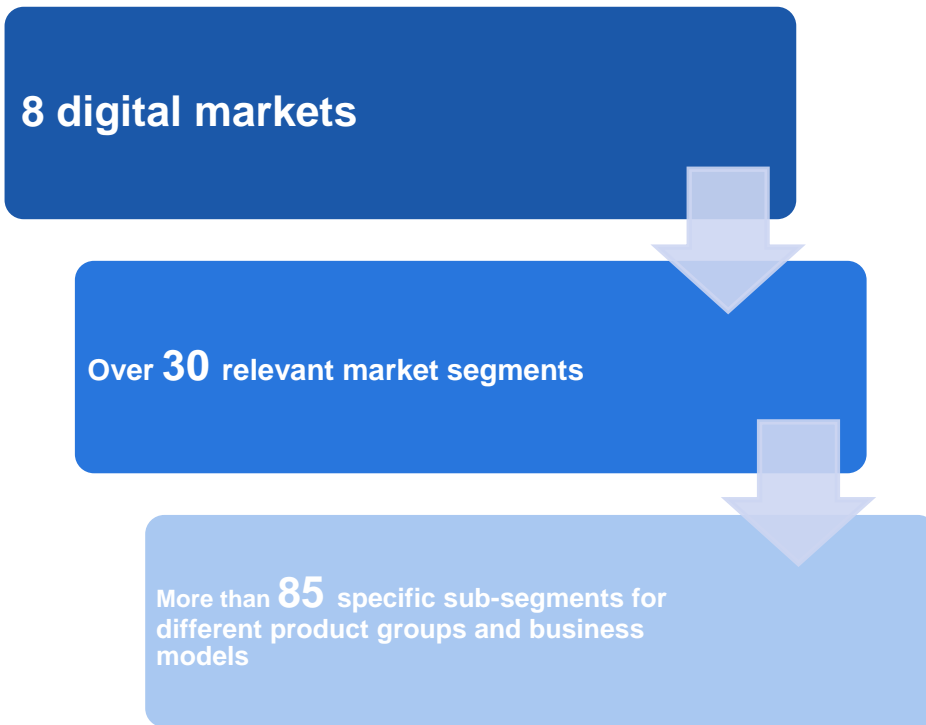 8 digital markets
Over 30 relevant market segments
More than 85 specific sub-segments for
different product groups and business
models